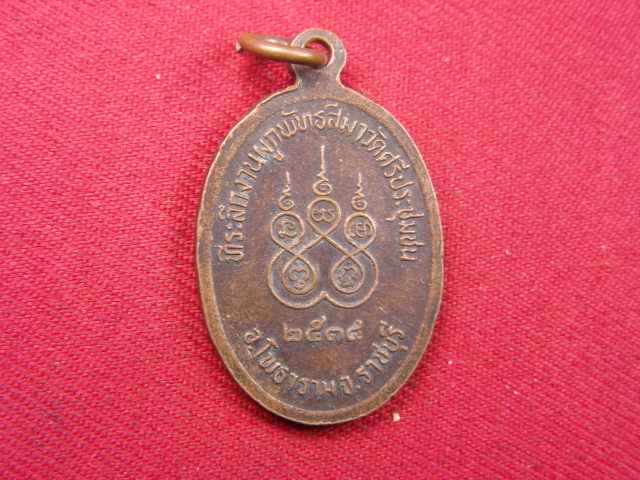 ที่ระลึกงานผูกพัทธสีมาวัดศรีประชุมชน
๒๕๓๕
อ.โพธาราม จ.ราชบุรี